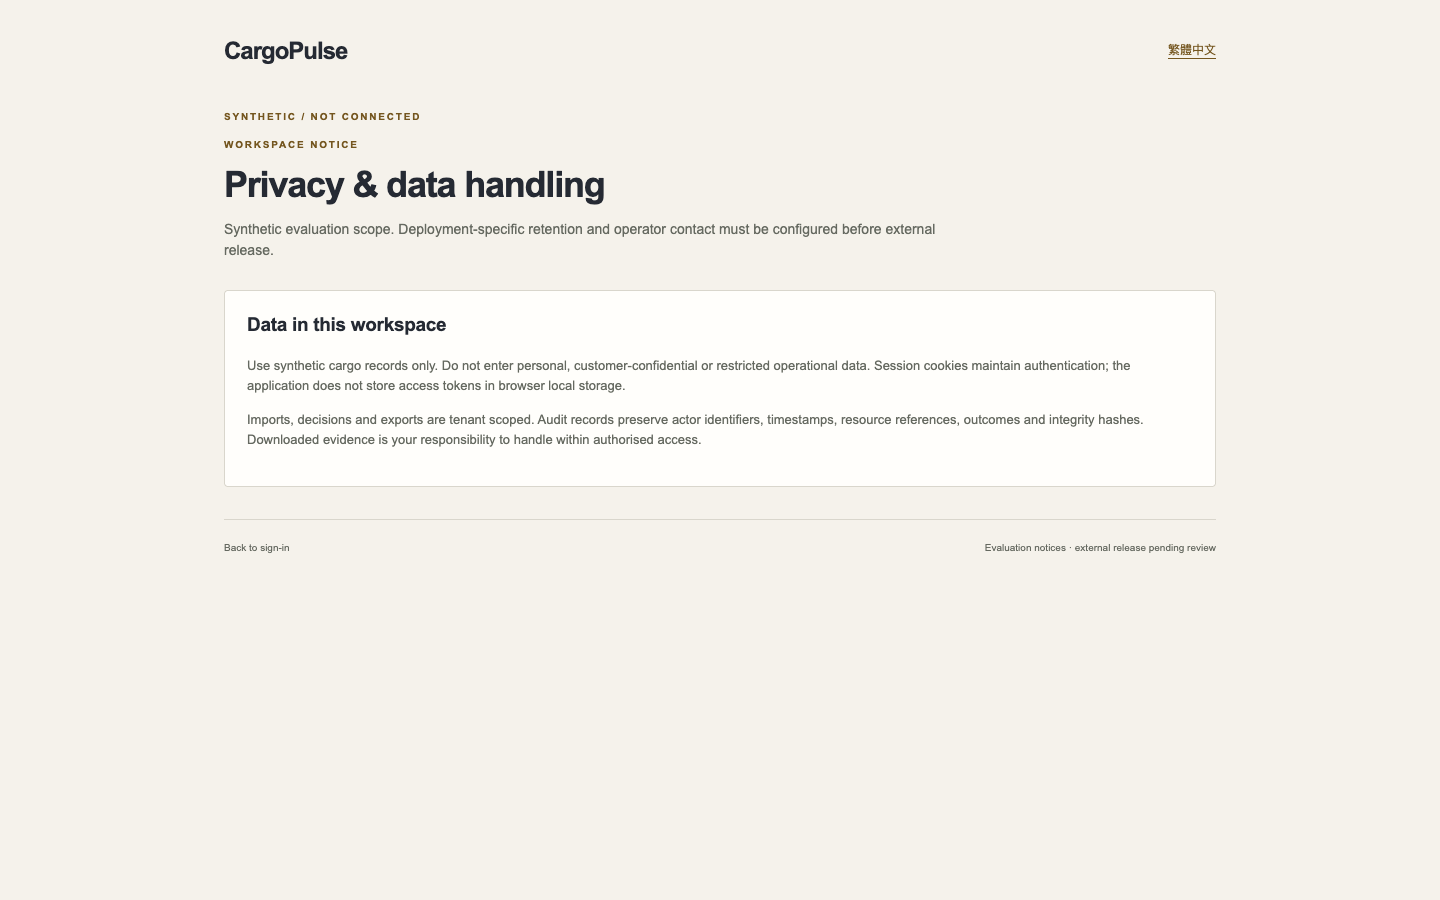 CargoPulse
繁體中文
SYNTHETIC / NOT CONNECTED
WORKSPACE NOTICE
Privacy & data handling
Synthetic evaluation scope. Deployment-specific retention and operator contact must be configured before external
release.
Data in this workspace
Use synthetic cargo records only. Do not enter personal, customer-confidential or restricted operational data. Session cookies maintain authentication; the
application does not store access tokens in browser local storage.
Imports, decisions and exports are tenant scoped. Audit records preserve actor identifiers, timestamps, resource references, outcomes and integrity hashes.
Downloaded evidence is your responsibility to handle within authorised access.
Back to sign-in
Evaluation notices · external release pending review